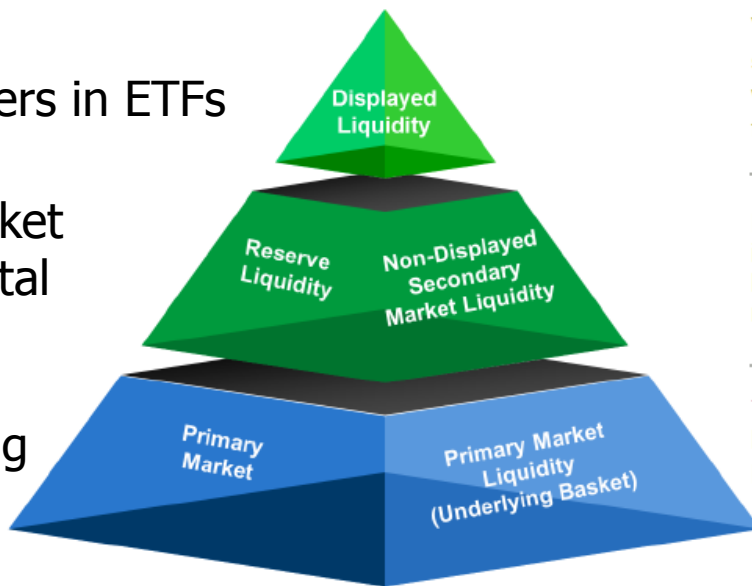 ers in ETFs
ket
tal
g
Displayed
Liquidity
Reserve
Liquidity
Non-Displayed
Secondary
Market Liquidity
Primary
Market
Primary Market
Liquidity
(Underlying Basket)